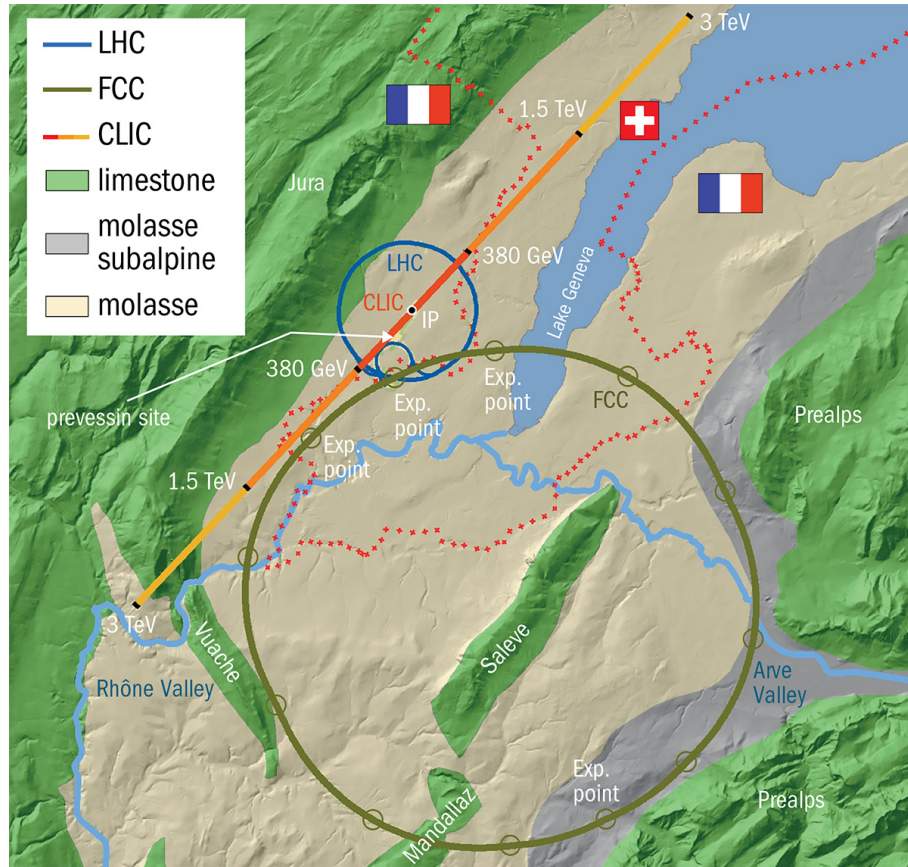 LHC
FCC
CLIC
limestone
molasse
subalpine
molasse
3 TeV
1.5 TeV
Jura
380 GeV
LHC
CLIC
IP
Lake Geneva
380 GeV
prevessin site
Exp.
point
Exp.
point
FCC
Exp.
point
Prealps
1.5 TeV
3 TeV
Vuache
Saleve
Rhône Valley
Arve
Valley
Exp.
point
Mandallaz
Prealps